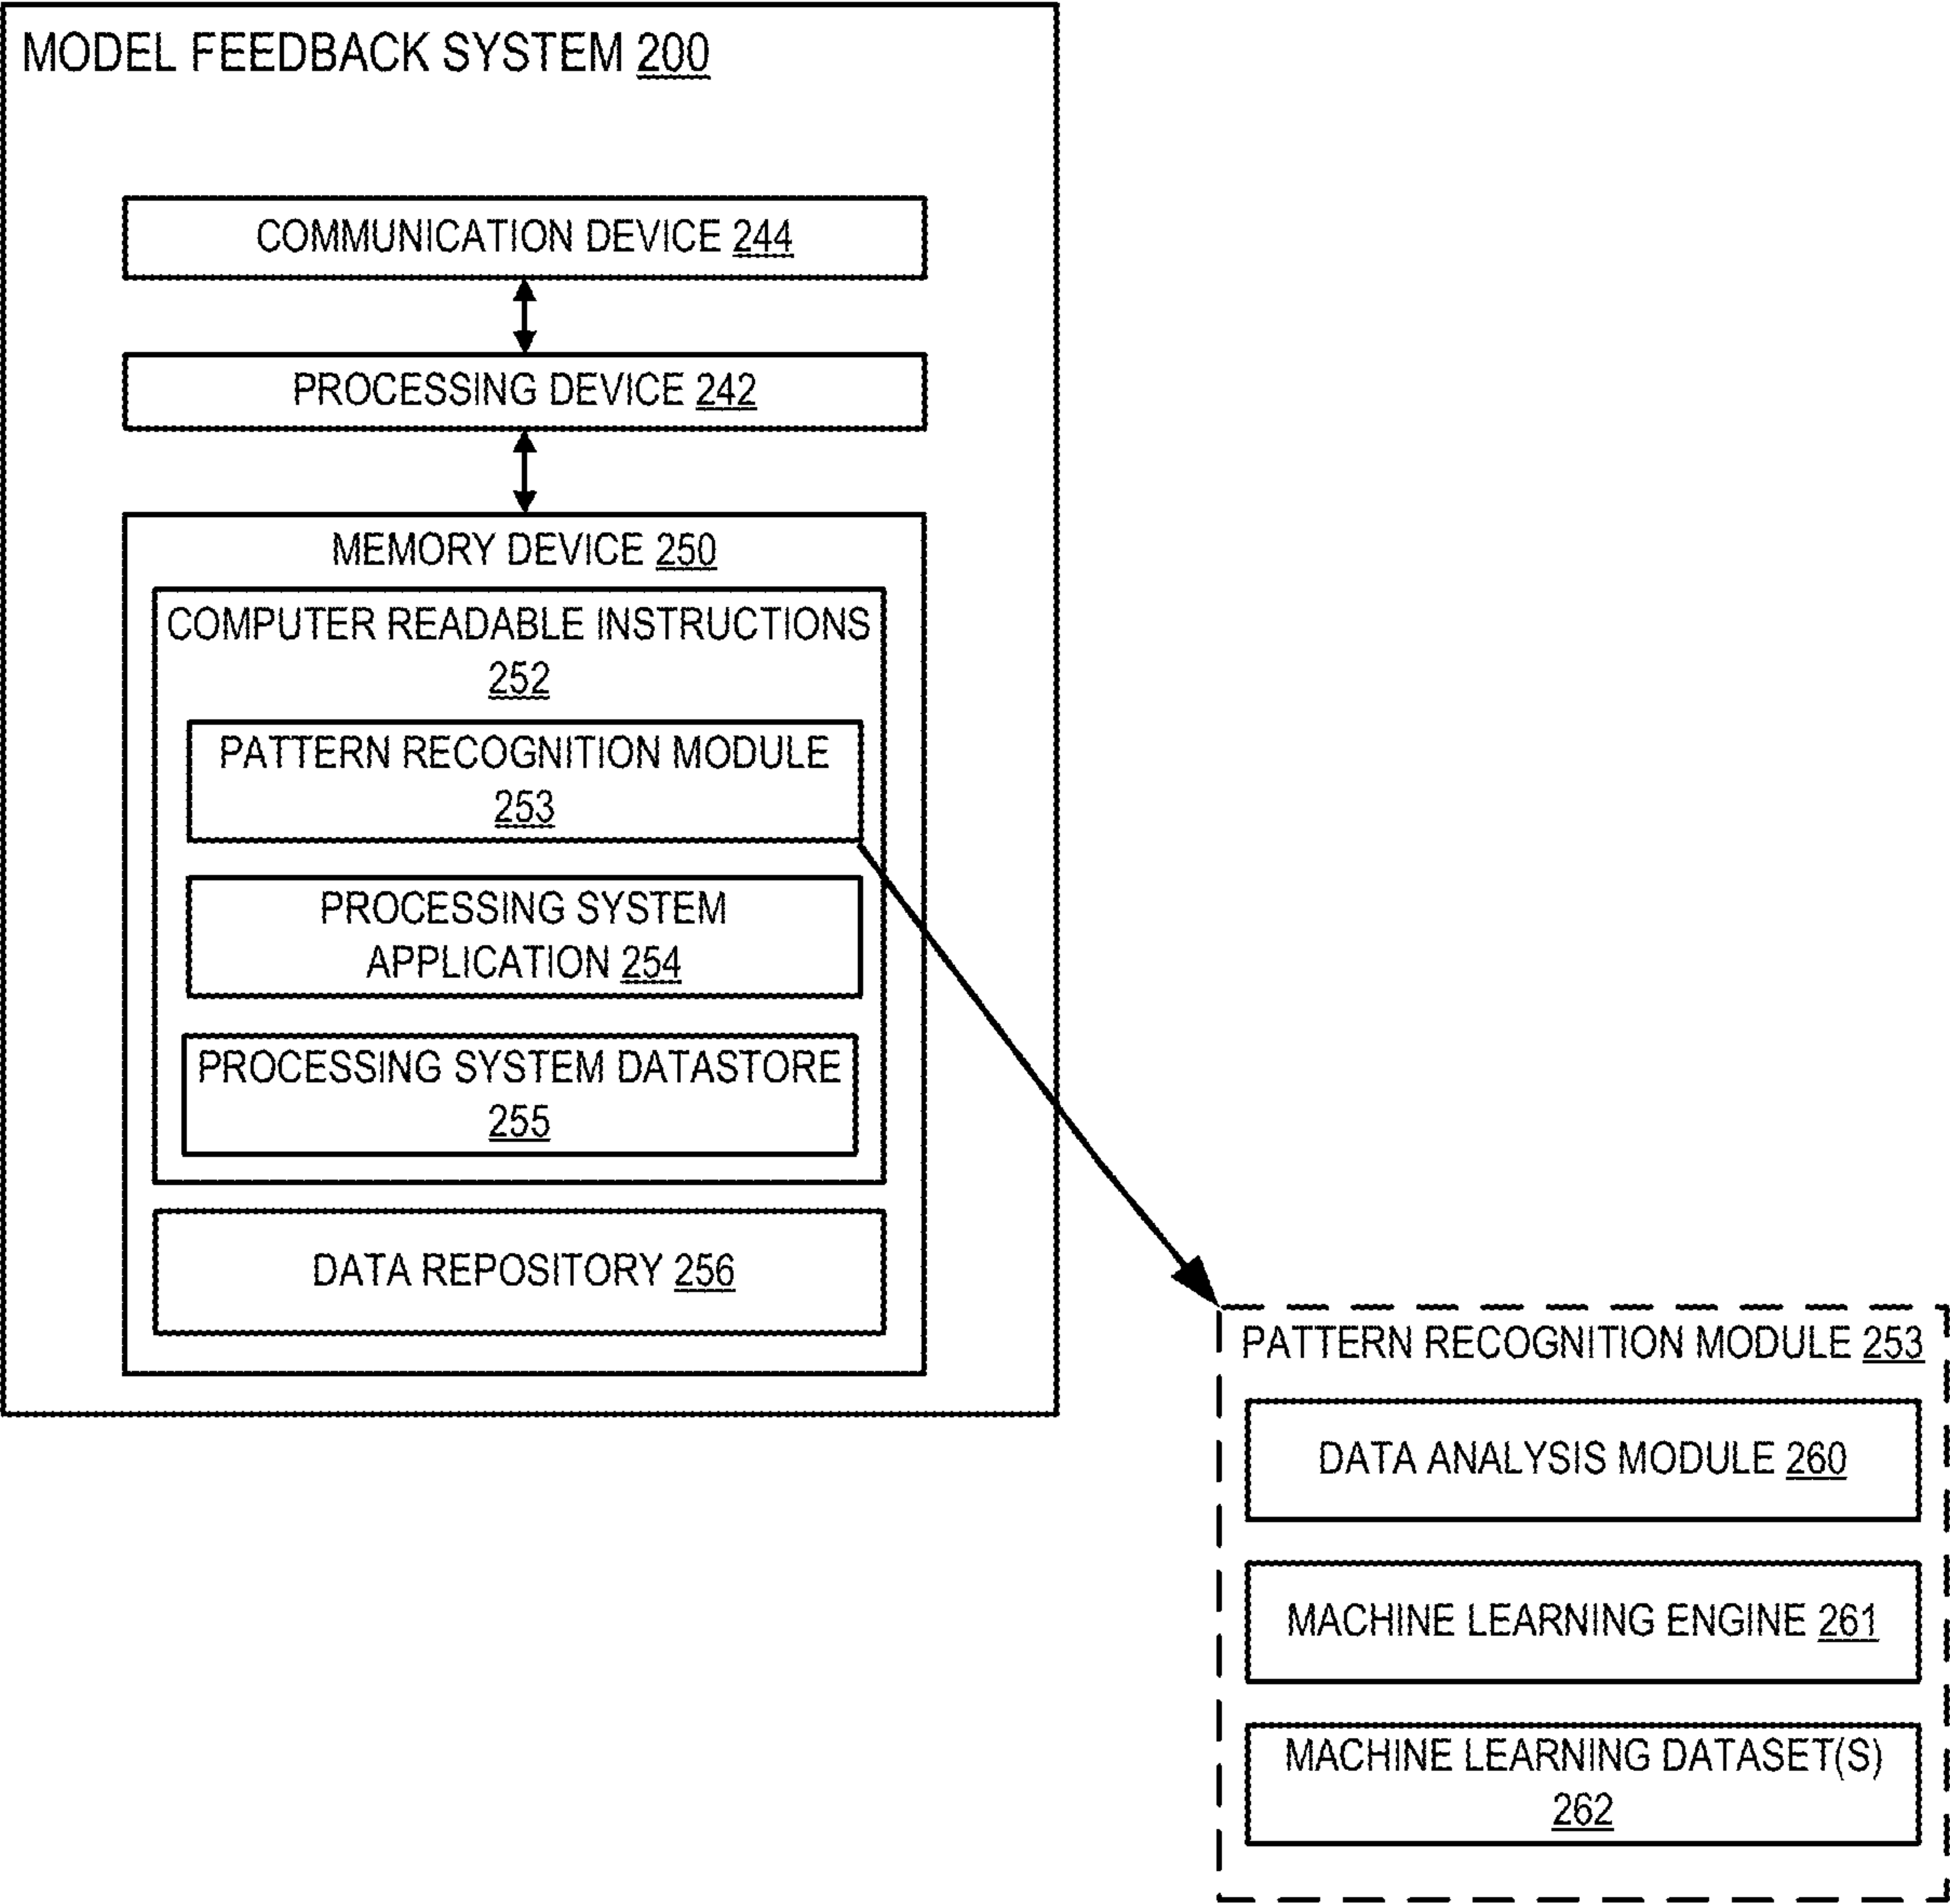 MODEL FEEDBACK SYSTEM 200
COMMUNICATION DEVICE 244
PROCESSING DEVICE 242
MEMORY DEVICE 250
COMPUTER READABLE INSTRUCTIONS
252
PATTERN RECOGNITION MODULE
253
PROCESSING SYSTEM
APPLICATION 254
PROCESSING SYSTEM DATASTORE
255
DATA REPOSITORY 256
PATTERN RECOGNITION MODULE 253
DATA ANALYSIS MODULE 260
MACHINE LEARNING ENGINE 261
MACHINE LEARNING DATASET(S)
262